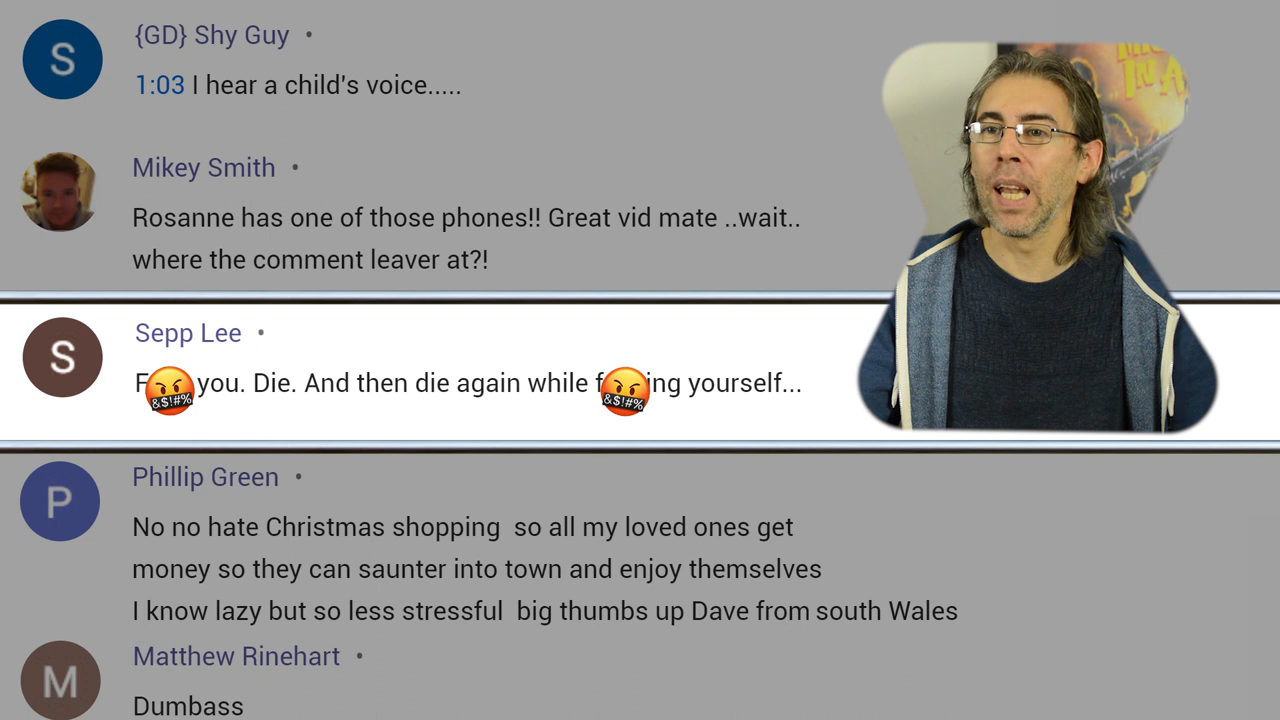 {GD} Shy Guy •
S
1:03 I hear a child's voice.....
Mikey Smith •
Rosanne has one of those phones!! Great vid mate ..wait..
where the comment leaver at?!
Sepp Lee •
S
F you. Die. And then die again while f ing yourself...
&$!#% &$!#%
Phillip Green •
P
No no hate Christmas shopping  so all my loved ones get
money so they can saunter into town and enjoy themselves
I know lazy but so less stressful  big thumbs up Dave from south Wales
Matthew Rinehart •
M
Dumbass
IN A